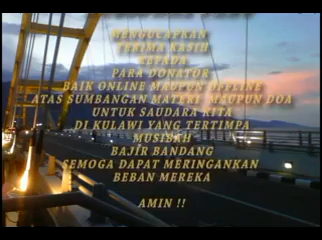 MENGUCAPKAN
TERIMA KASIH
KEPADA
PARA DONATOR
BAIK ONLINE MAUPUN OFFLINE
ATAS SUMBANGAN MATERI MAUPUN DOA
UNTUK SAUDARA KITA
DI KULAWI YANG TERTIMPA
MUSIBAH
BAJIR BANDANG
SEMOGA DAPAT MERINGANKAN
BEBAN MEREKA
AMIN !!